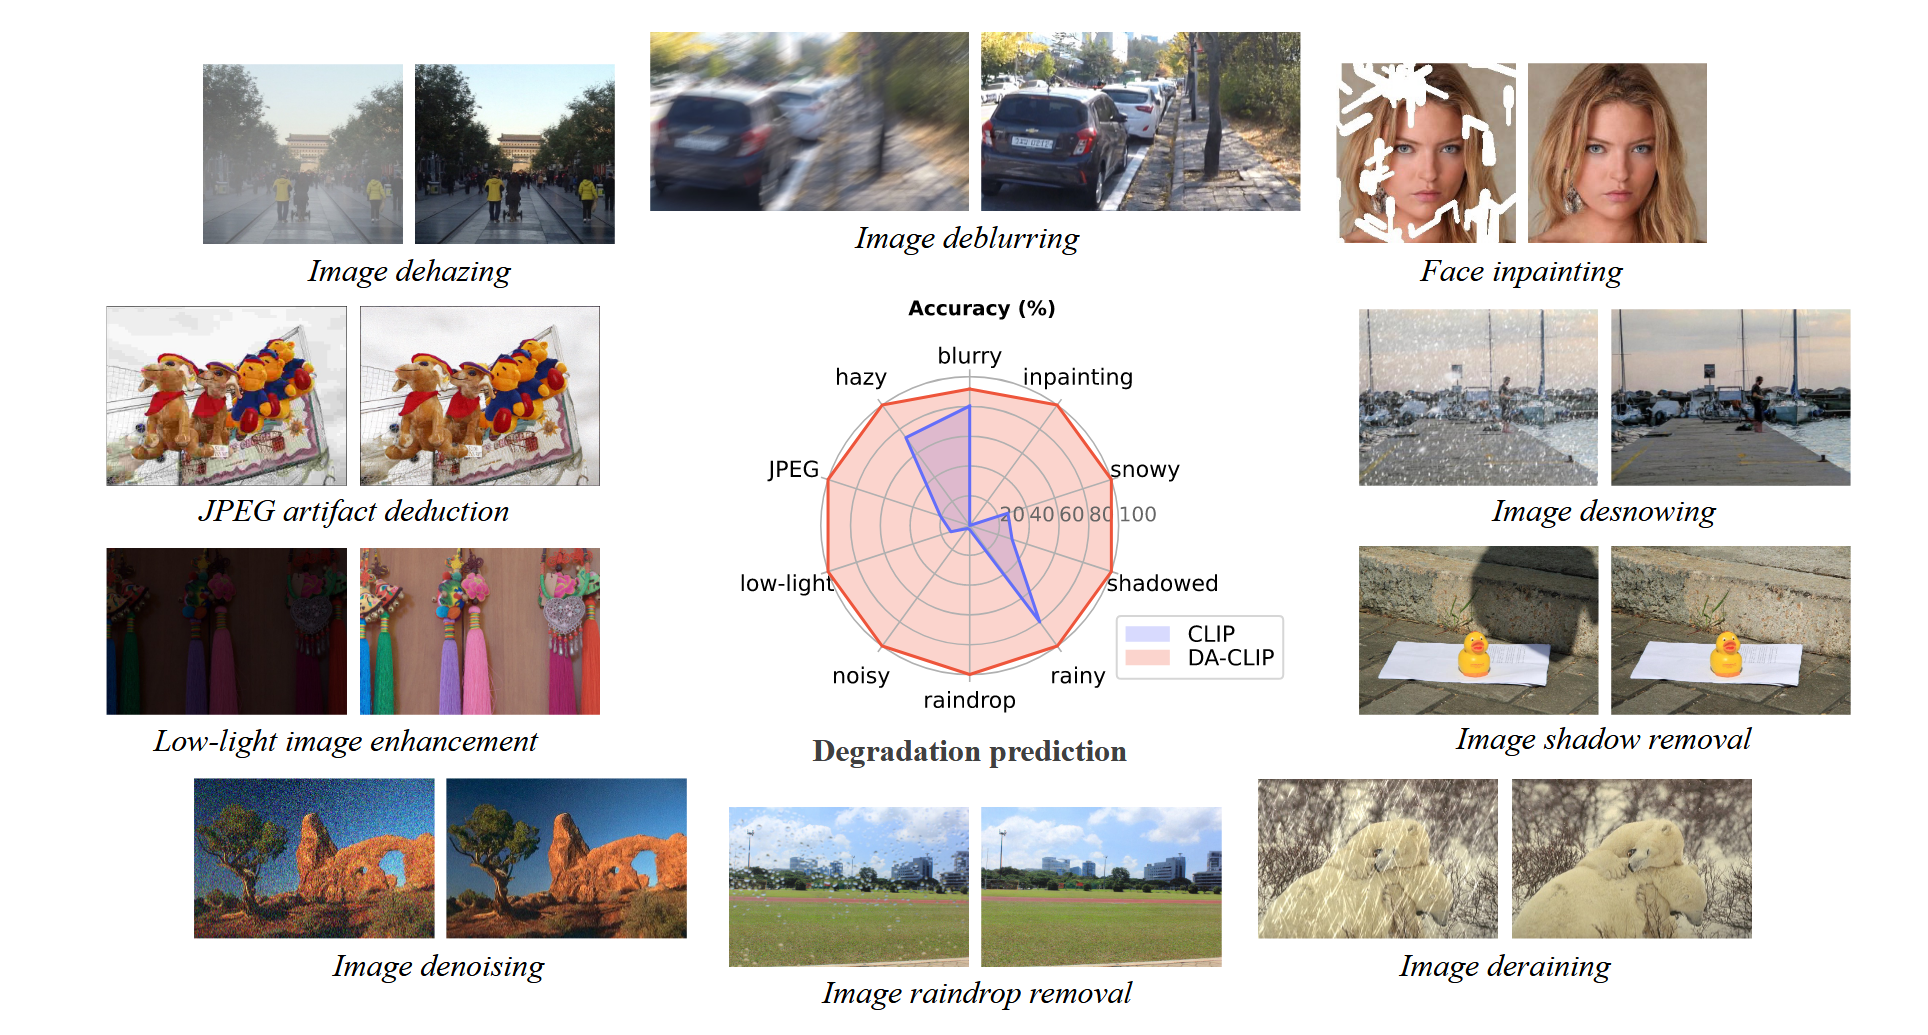 Image dehazing
Image deblurring
Face inpainting
JPEG artifact deduction
Accuracy (%)
blurry
hazy
inpainting
JPEG
snowy
20 40 60 80 100
low-light
shadowed
noisy
rainy
raindrop
CLIP
DA-CLIP
Degradation prediction
Image desnowing
Low-light image enhancement
Image shadow removal
Image denoising
Image raindrop removal
Image deraining